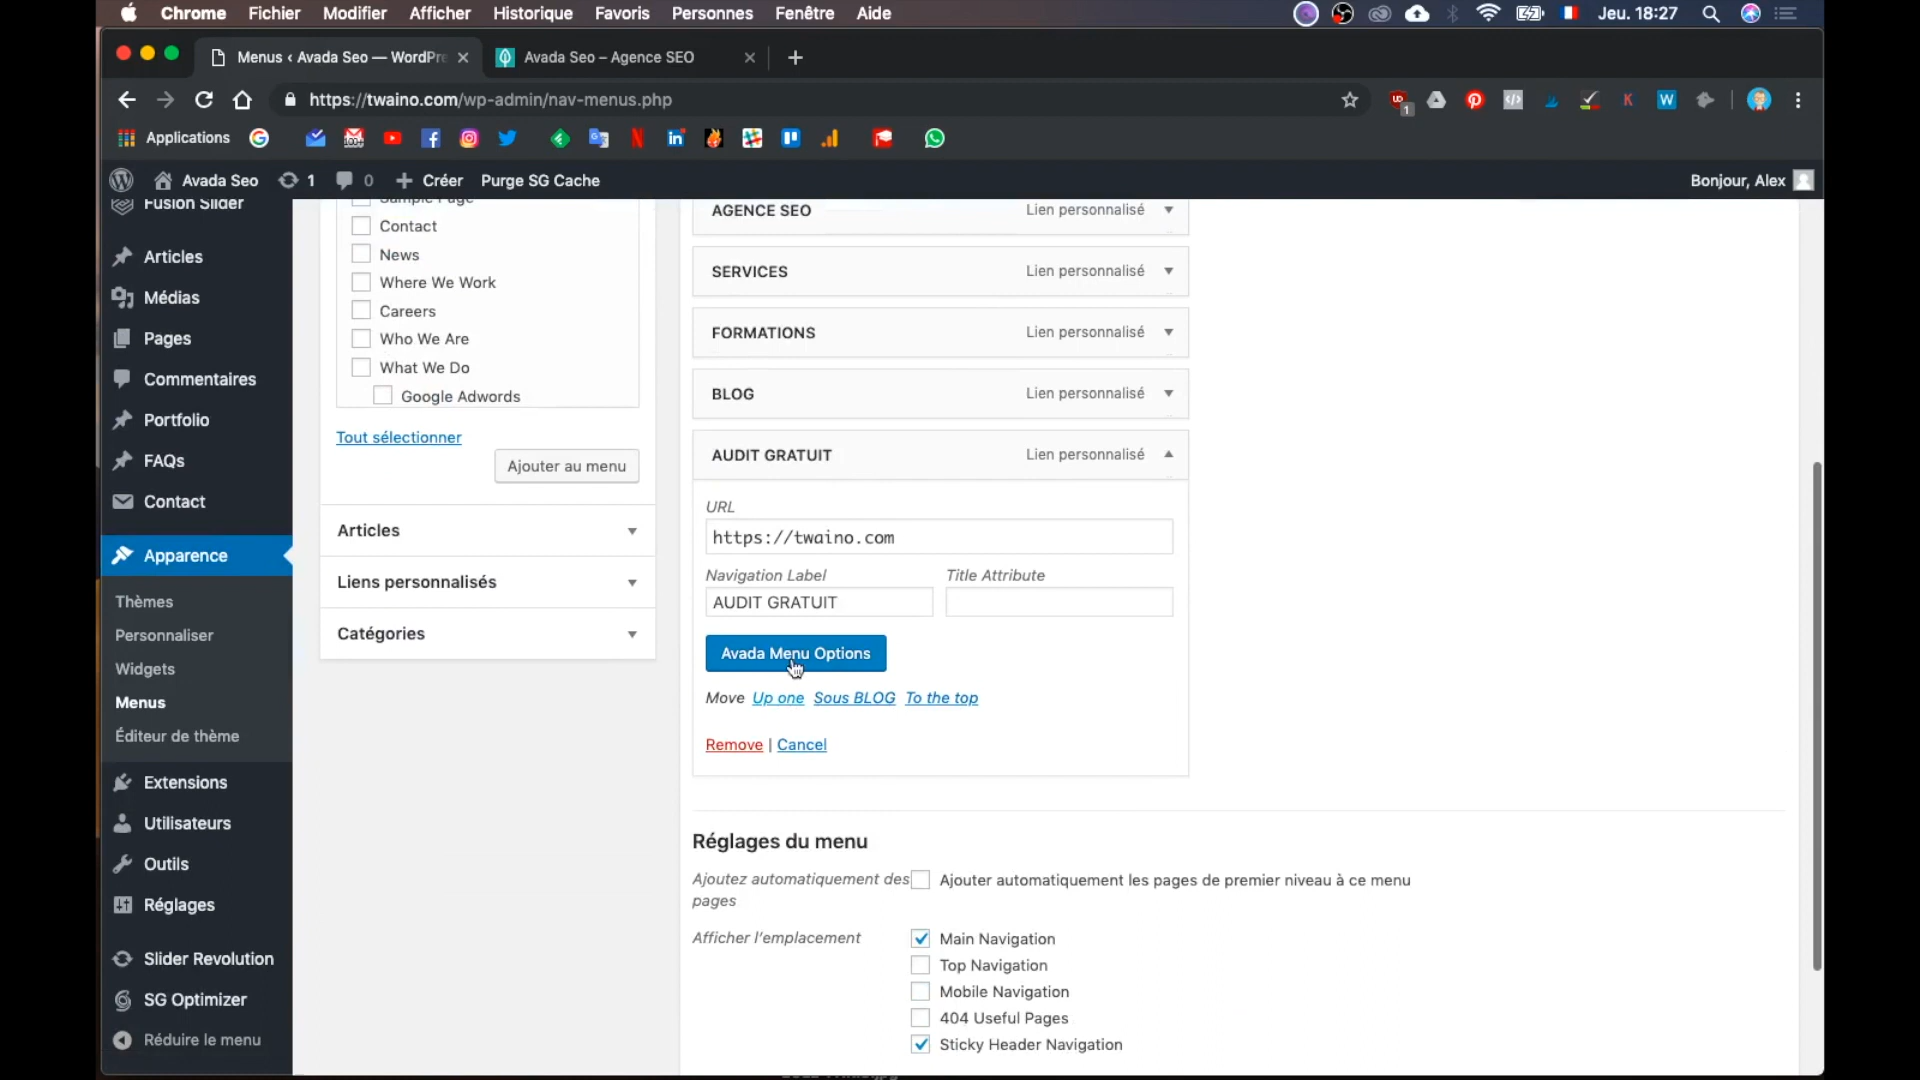 Chrome Fichier Modifier Afficher Historique Favoris Personnes Fenêtre Aide Jeu. 18:27
Menus ‹ Avada Seo — WordPre
Avada Seo – Agence SEO
https://twaino.com/wp-admin/nav-menus.php
Applications
Avada Seo 1 0 Créer Purge SG Cache Bonjour, Alex
Fusion Slider
Articles
Médias
Pages
Commentaires
Portfolio
FAQs
Contact
Apparence
Thèmes
Personnaliser
Widgets
Menus
Éditeur de thème
Extensions
Utilisateurs
Outils
Réglages
Slider Revolution
SG Optimizer
Réduire le menu
Sample Page
Contact
News
Where We Work
Careers
Who We Are
What We Do
Google Adwords
Tout sélectionner
Ajouter au menu
Articles
Liens personnalisés
Catégories
AGENCE SEO Lien personnalisé
SERVICES Lien personnalisé
FORMATIONS Lien personnalisé
BLOG Lien personnalisé
AUDIT GRATUIT Lien personnalisé
URL
https://twaino.com
Navigation Label Title Attribute
AUDIT GRATUIT
Avada Menu Options
Move Up one Sous BLOG To the top
Remove | Cancel
Réglages du menu
Ajoutez automatiquement des pages
Ajouter automatiquement les pages de premier niveau à ce menu
Afficher l'emplacement
Main Navigation
Top Navigation
Mobile Navigation
404 Useful Pages
Sticky Header Navigation